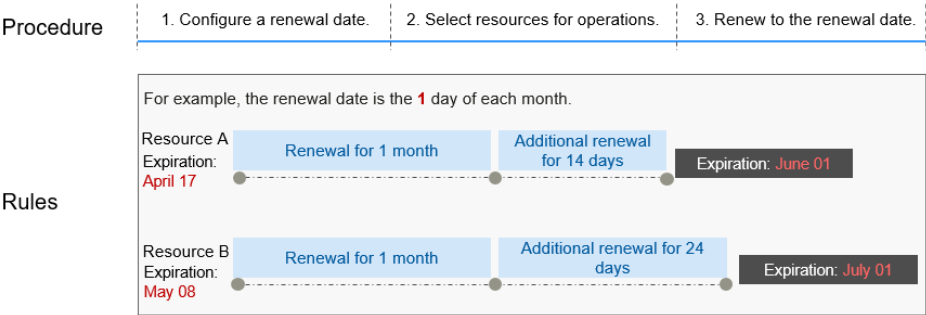 Procedure
1. Configure a renewal date.
2. Select resources for operations.
3. Renew to the renewal date.
Rules
For example, the renewal date is the 1 day of each month.
Resource A
Expiration:
April 17
Renewal for 1 month
Additional renewal
for 14 days
Expiration: June 01
Resource B
Expiration:
May 08
Renewal for 1 month
Additional renewal for 24
days
Expiration: July 01